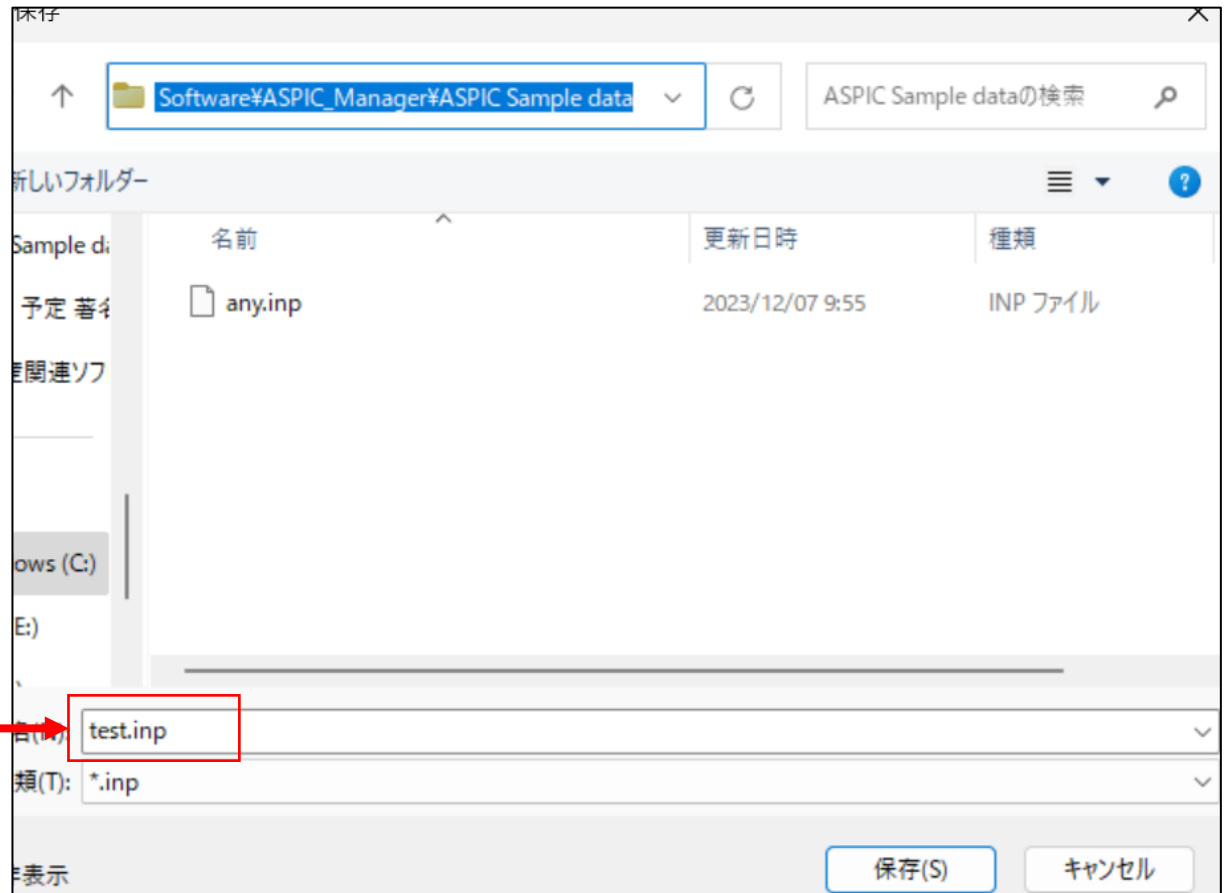 保存
Software¥ASPIC_Manager¥ASPIC Sample data
ASPIC Sample dataの検索
新しいフォルダー
Sample da
名前
更新日時
種類
予定 著名
any.inp
2023/12/07 9:55
INP ファイル
関連ソフ
ows (C:)
E:)
名(N):
test.inp
類(T):
*.inp
表示
保存(S)
キャンセル